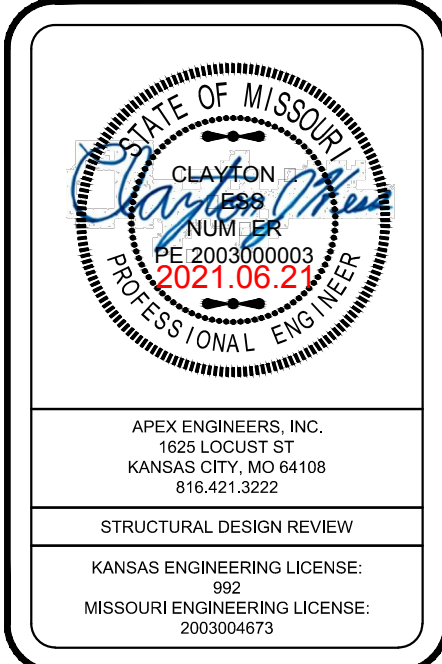 STATE OF MISSOURI
CLAYTON
PE 2003000003
2021.06.21
PROFESSIONAL ENGINEER
APEX ENGINEERS, INC.
1625 LOCUST ST
KANSAS CITY, MO 64108
816.421.3222
STRUCTURAL DESIGN REVIEW
KANSAS ENGINEERING LICENSE:
992
MISSOURI ENGINEERING LICENSE:
2003004673